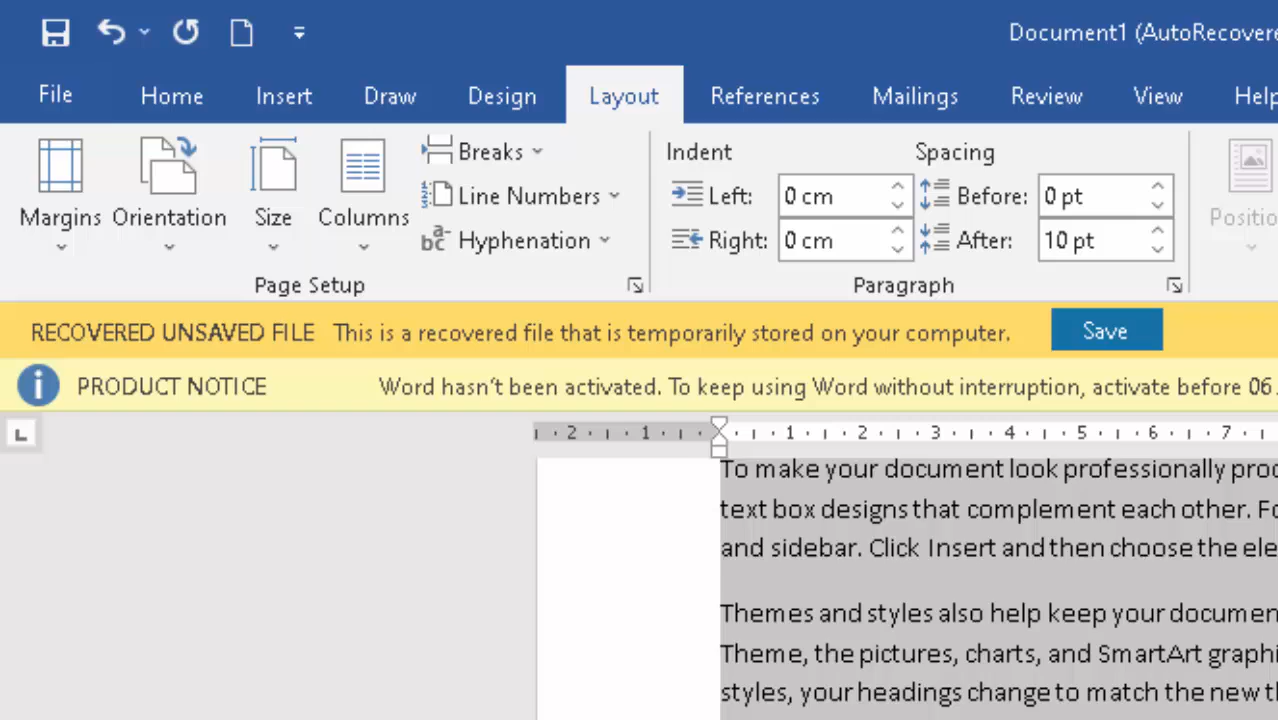 Document1 (AutoRecovere
File Home Insert Draw Design Layout References Mailings Review View Help
Margins Orientation Size Columns
Breaks
Line Numbers
Hyphenation
Page Setup
Indent
Left: 0 cm
Right: 0 cm
Spacing
Before: 0 pt
After: 10 pt
Paragraph
Positio
RECOVERED UNSAVED FILE This is a recovered file that is temporarily stored on your computer. Save
PRODUCT NOTICE Word hasn't been activated. To keep using Word without interruption, activate before 06.
2 1 1 2 3 4 5 6 7
To make your document look professionally prod
text box designs that complement each other. Fo
and sidebar. Click Insert and then choose the ele
Themes and styles also help keep your documen
Theme, the pictures, charts, and SmartArt graphi
styles, your headings change to match the new th